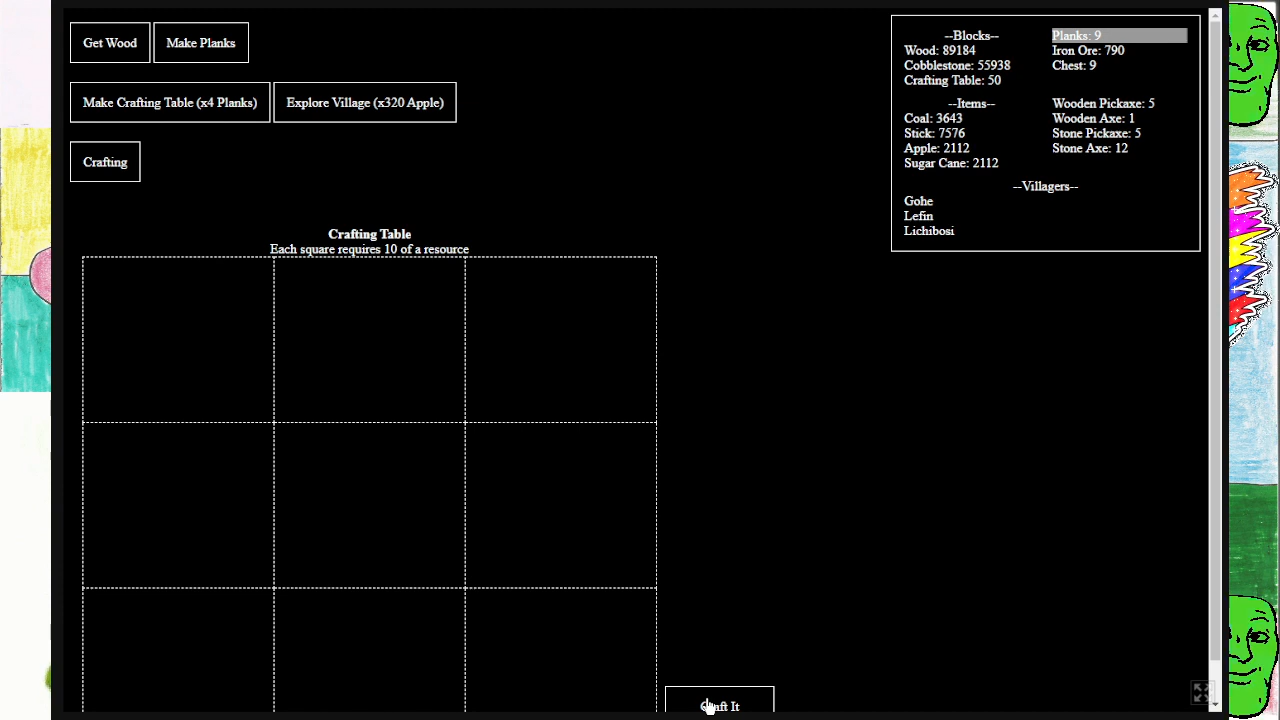 Get Wood
Make Planks
Make Crafting Table (x4 Planks)
Explore Village (x320 Apple)
Crafting
Crafting Table
Each square requires 10 of a resource
Craft It
--Blocks--
Wood: 89184
Cobblestone: 55938
Crafting Table: 50
Planks: 9
Iron Ore: 790
Chest: 9
--Items--
Coal: 3643
Stick: 7576
Apple: 2112
Sugar Cane: 2112
Wooden Pickaxe: 5
Wooden Axe: 1
Stone Pickaxe: 5
Stone Axe: 12
--Villagers--
Gohe
Lefin
Lichibosi